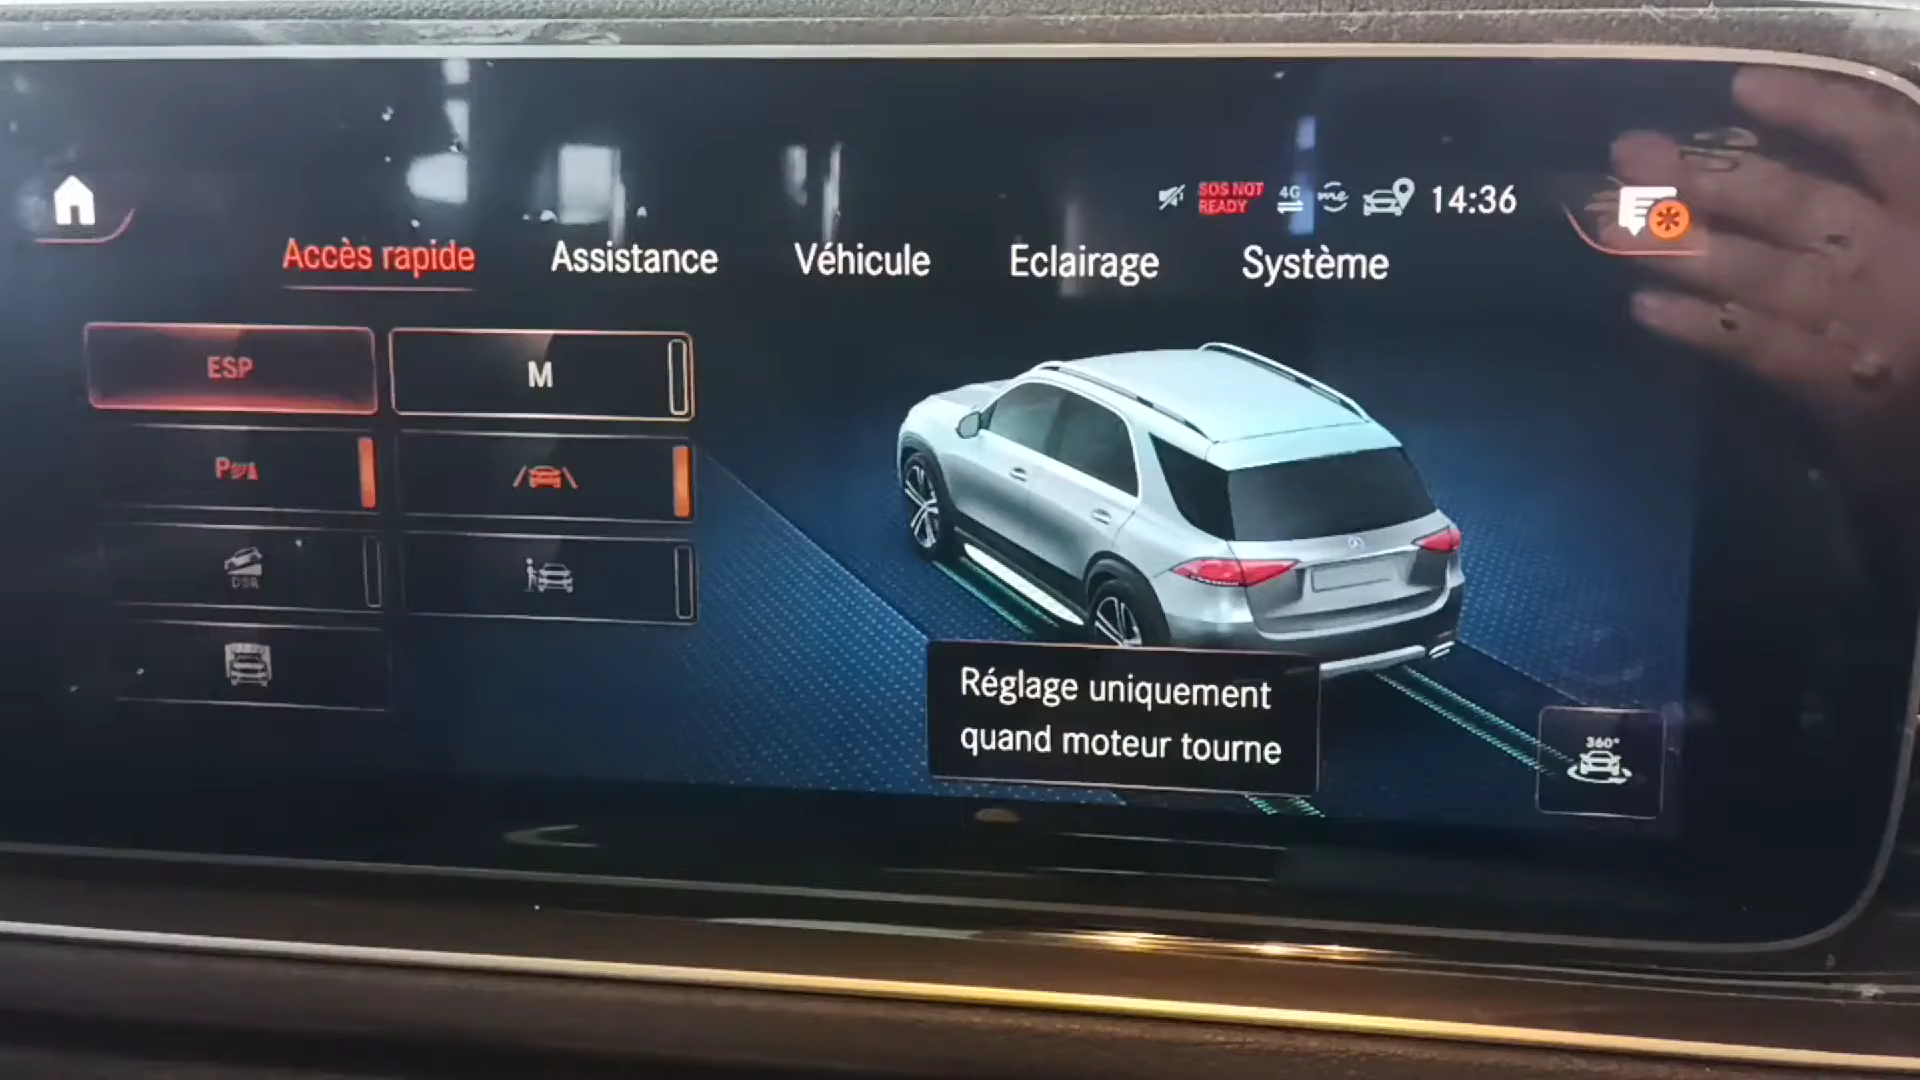 SOS NOT
READY
4G
me
14:36
Accès rapide
Assistance
Véhicule
Eclairage
Système
ESP
M
P
DSR
Réglage uniquement
quand moteur tourne
360°